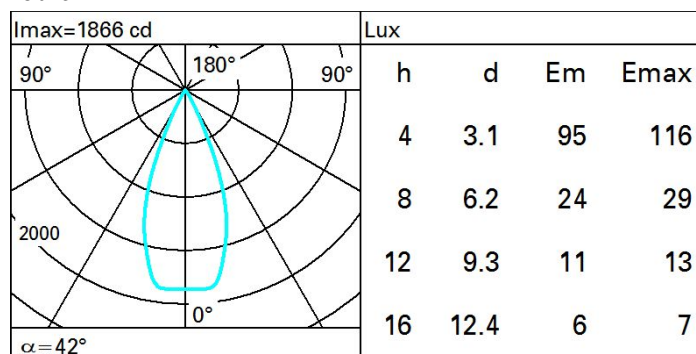 Imax=1866 cd
Lux
90°
180°
90°
h d Em Emax
4 3.1 95 116
8 6.2 24 29
2000
12 9.3 11 13
0°
16 12.4 6 7
α=42°